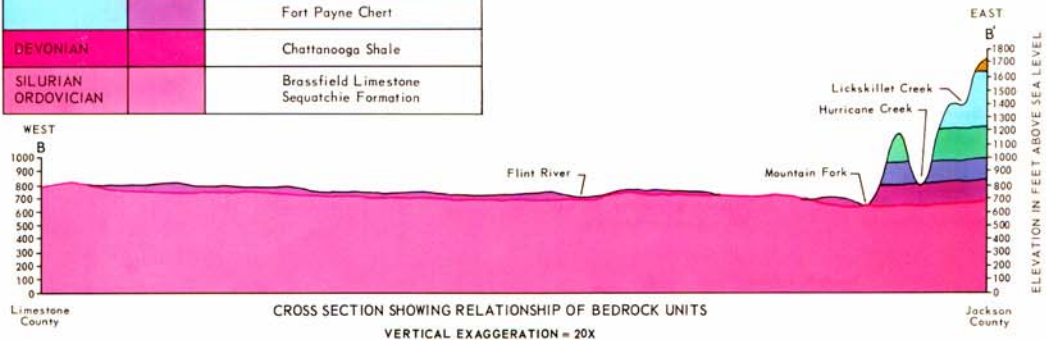 Fort Payne Chert
DEVONIAN
Chattanooga Shale
SILURIAN
ORDOVICIAN
Brassfield Limestone
Sequatchie Formation
WEST
B
1000
900
800
700
600
500
400
300
200
100
0
Limestone
County
Flint River
Mountain Fork
Hurricane Creek
Lickskillet Creek
EAST
B'
1800
1700
1600
1500
1400
1300
1200
1100
1000
900
800
700
600
500
400
300
200
100
0
ELEVATION IN FEET ABOVE SEA LEVEL
Jackson
County
CROSS SECTION SHOWING RELATIONSHIP OF BEDROCK UNITS
VERTICAL EXAGGERATION = 20X